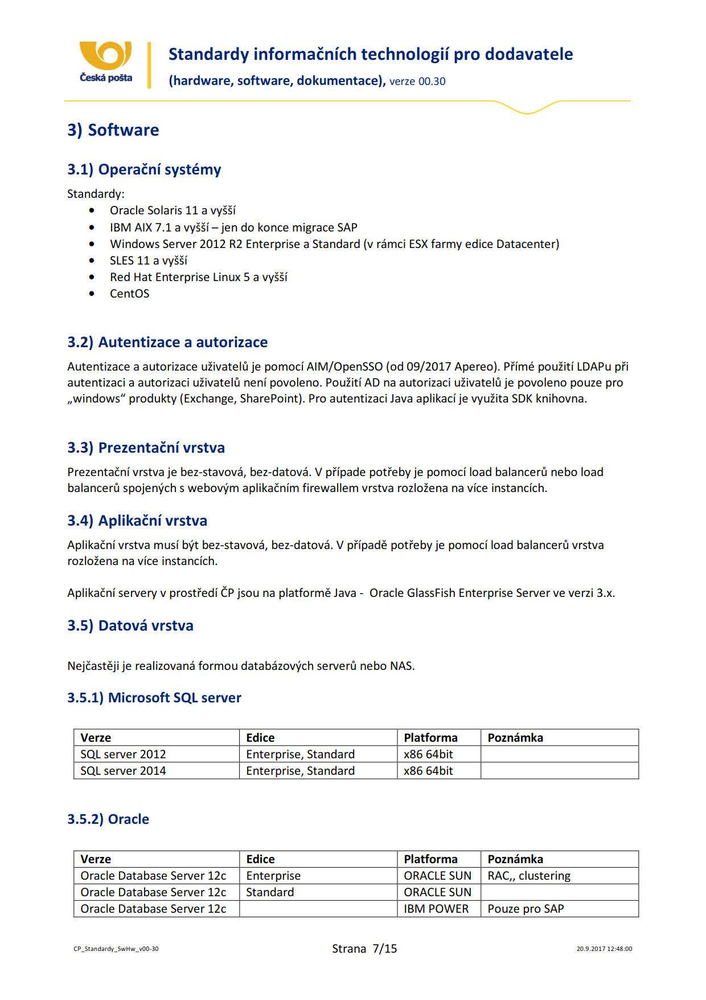 Česká pošta
Standardy informačních technologií pro dodavatele
(hardware, software, dokumentace), verze 00.30
3) Software
3.1) Operační systémy
Standardy:
• Oracle Solaris 11 a vyšší
• IBM AIX 7.1 a vyšší – jen do konce migrace SAP
• Windows Server 2012 R2 Enterprise a Standard (v rámci ESX farmy edice Datacenter)
• SLES 11 a vyšší
• Red Hat Enterprise Linux 5 a vyšší
• CentOS
3.2) Autentizace a autorizace
Autentizace a autorizace uživatelů je pomocí AIM/OpenSSO (od 09/2017 Apereo). Přímé použití LDAPu při
autentizaci a autorizaci uživatelů není povoleno. Použití AD na autorizaci uživatelů je povoleno pouze pro
„windows“ produkty (Exchange, SharePoint). Pro autentizaci Java aplikací je využita SDK knihovna.
3.3) Prezentační vrstva
Prezentační vrstva je bez-stavová, bez-datová. V případe potřeby je pomocí load balancerů nebo load
balancerů spojených s webovým aplikačním firewallem vrstva rozložena na více instancích.
3.4) Aplikační vrstva
Aplikační vrstva musí být bez-stavová, bez-datová. V případě potřeby je pomocí load balancerů vrstva
rozložena na více instancích.
Aplikační servery v prostředí ČP jsou na platformě Java - Oracle GlassFish Enterprise Server ve verzi 3.x.
3.5) Datová vrstva
Nejčastěji je realizovaná formou databázových serverů nebo NAS.
3.5.1) Microsoft SQL server
Verze Edice Platforma Poznámka
SQL server 2012 Enterprise, Standard x86 64bit
SQL server 2014 Enterprise, Standard x86 64bit
3.5.2) Oracle
Verze Edice Platforma Poznámka
Oracle Database Server 12c Enterprise ORACLE SUN RAC,, clustering
Oracle Database Server 12c Standard ORACLE SUN
Oracle Database Server 12c IBM POWER Pouze pro SAP
CP_Standardy_SwHw_v00-30 Strana 7/15 20.9.2017 12:48:00